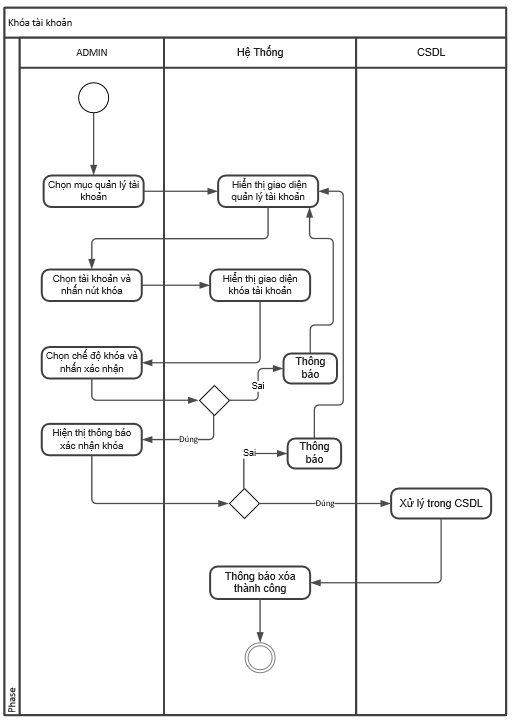 Khóa tài khoản
ADMIN
Hệ Thống
CSDL
Chọn mục quản lý tài
khoản
Hiển thị giao diện
quản lý tài khoản
Chọn tài khoản và
nhấn nút khóa
Hiển thị giao diện
khóa tài khoản
Chọn chế độ khóa và
nhấn xác nhận
Thông
báo
Sai
Hiện thị thông báo
xác nhận khóa
Đúng
Sai
Thông
báo
Đúng
Xử lý trong CSDL
Thông báo xóa
thành công
Phase